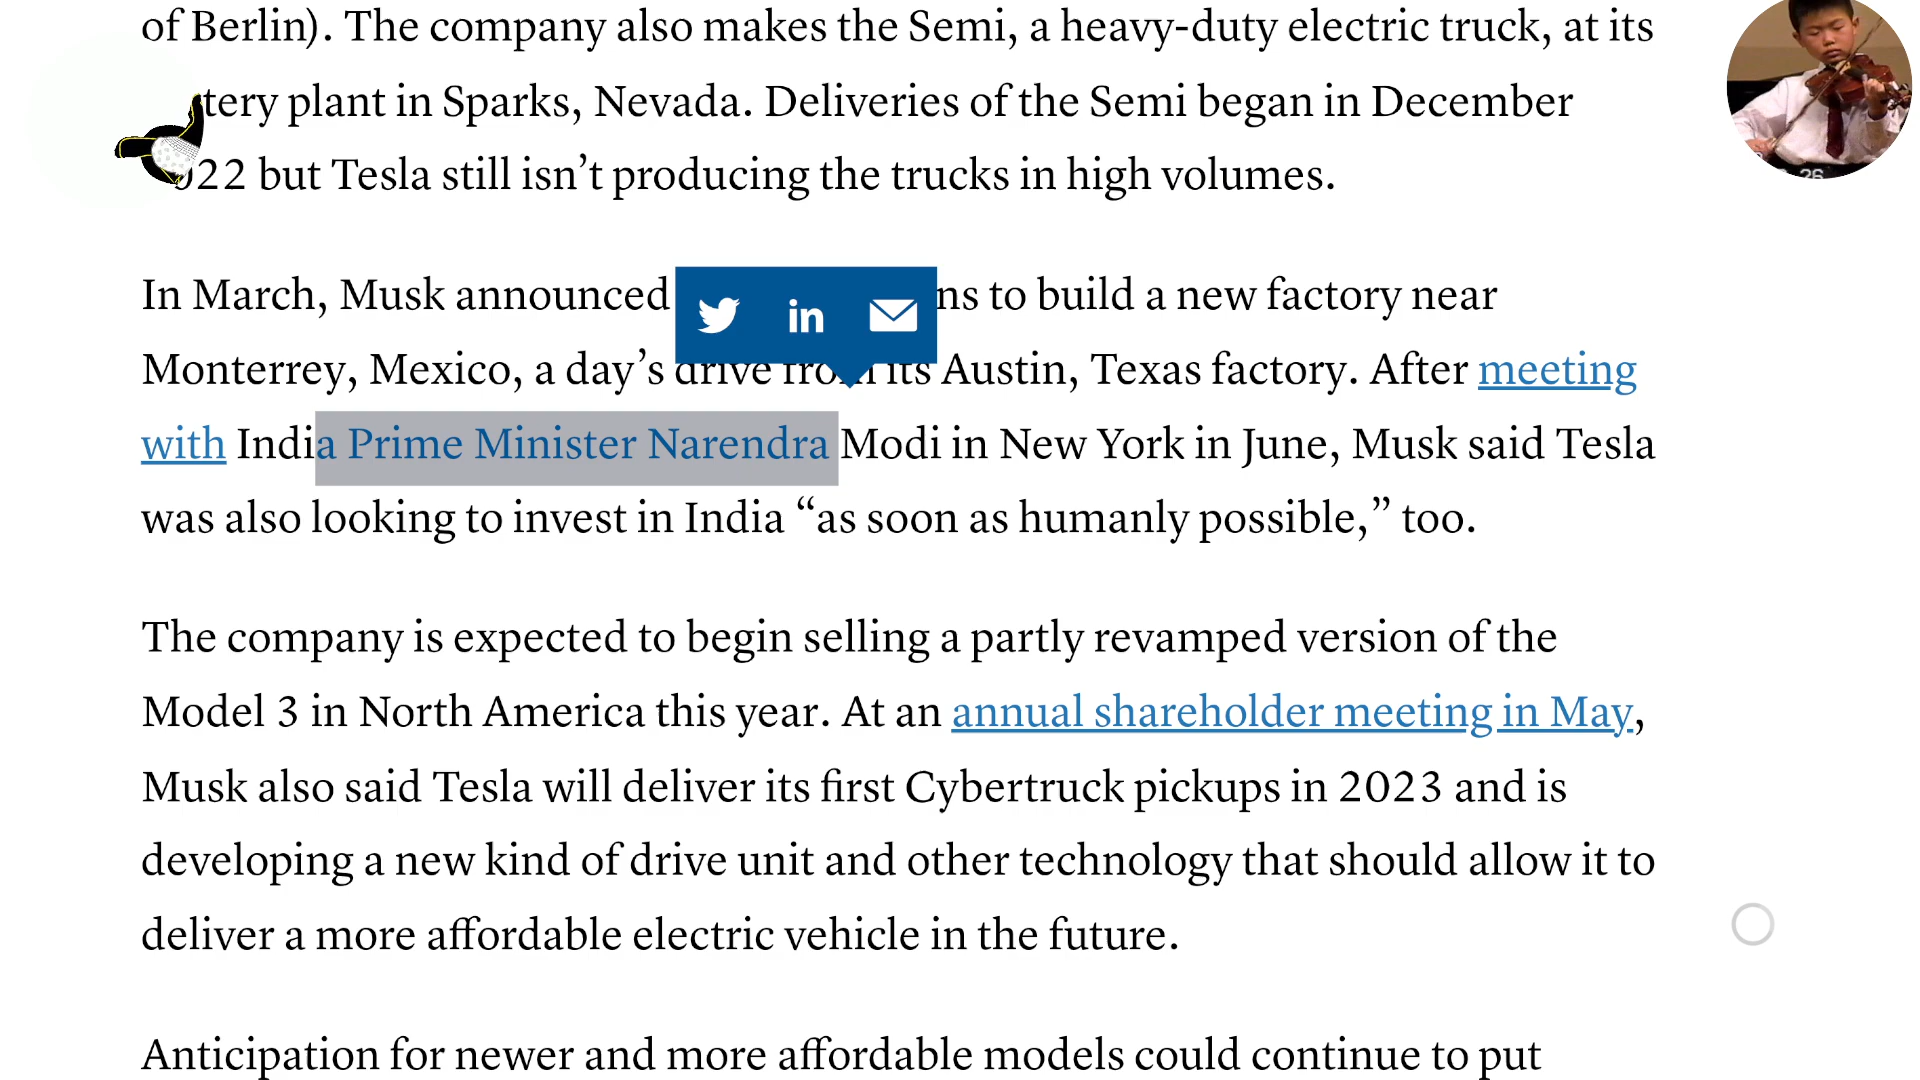 of Berlin). The company also makes the Semi, a heavy-duty electric truck, at its
tery plant in Sparks, Nevada. Deliveries of the Semi began in December
22 but Tesla still isn’t producing the trucks in high volumes.
In March, Musk announced ns to build a new factory near
Monterrey, Mexico, a day’s drive from its Austin, Texas factory. After meeting
with India Prime Minister Narendra Modi in New York in June, Musk said Tesla
was also looking to invest in India “as soon as humanly possible,” too.
The company is expected to begin selling a partly revamped version of the
Model 3 in North America this year. At an annual shareholder meeting in May,
Musk also said Tesla will deliver its first Cybertruck pickups in 2023 and is
developing a new kind of drive unit and other technology that should allow it to
deliver a more affordable electric vehicle in the future.
Anticipation for newer and more affordable models could continue to put